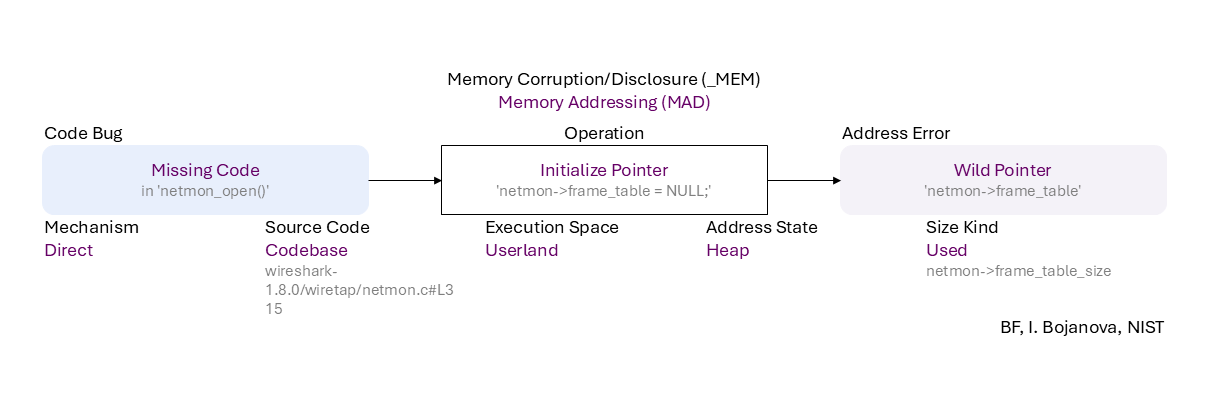 Memory Corruption/Disclosure (_MEM)
Memory Addressing (MAD)
Code Bug
Operation
Address Error
Missing Code
in 'netmon_open()'
Initialize Pointer
'netmon->frame_table = NULL;'
Wild Pointer
'netmon->frame_table'
Mechanism
Direct
Source Code
Codebase
wireshark-
1.8.0/wiretap/netmon.c#L3
15
Execution Space
Userland
Address State
Heap
Size Kind
Used
netmon->frame_table_size
BF, I. Bojanova, NIST